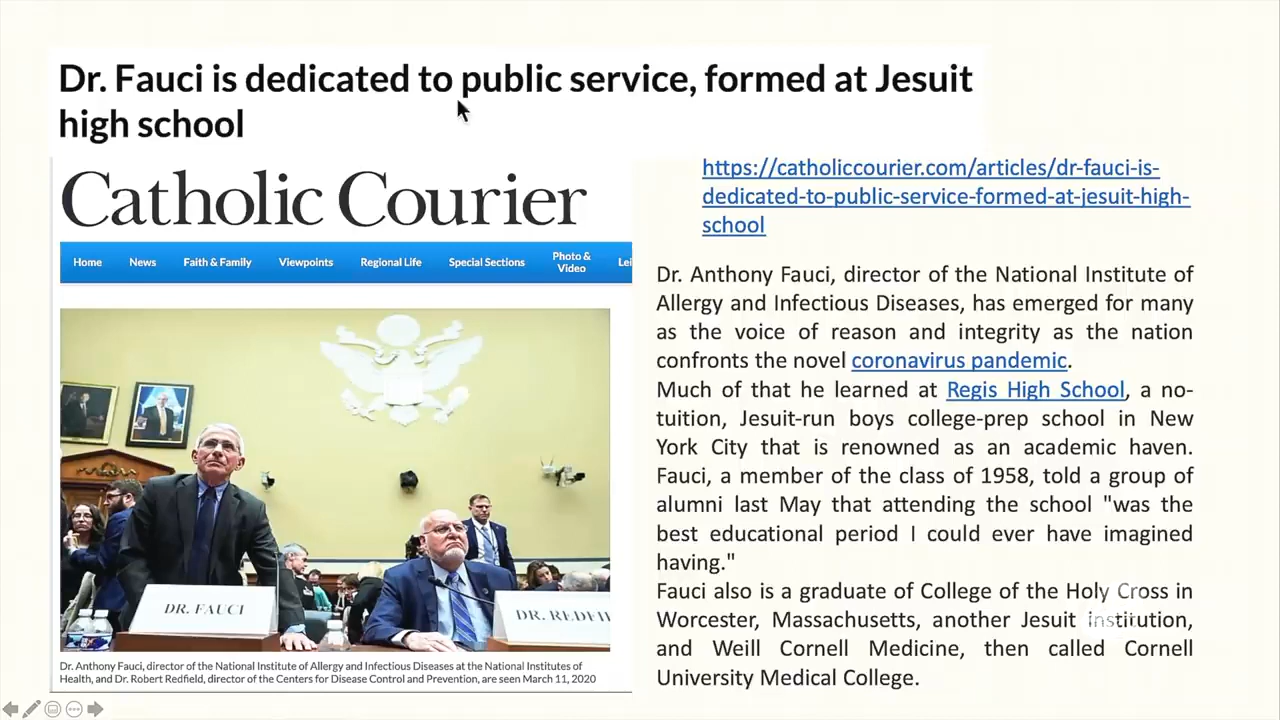 Dr. Fauci is dedicated to public service, formed at Jesuit
high school
Catholic Courier
Home News Faith & Family Viewpoints Regional Life Special Sections Photo & Video Lei
DR. FAUCI
DR. REDFI
Dr. Anthony Fauci, director of the National Institute of Allergy and Infectious Diseases at the National Institutes of
Health, and Dr. Robert Redfield, director of the Centers for Disease Control and Prevention, are seen March 11, 2020
https://catholiccourier.com/articles/dr-fauci-is-
dedicated-to-public-service-formed-at-jesuit-high-
school
Dr. Anthony Fauci, director of the National Institute of
Allergy and Infectious Diseases, has emerged for many
as the voice of reason and integrity as the nation
confronts the novel coronavirus pandemic.
Much of that he learned at Regis High School, a no-
tuition, Jesuit-run boys college-prep school in New
York City that is renowned as an academic haven.
Fauci, a member of the class of 1958, told a group of
alumni last May that attending the school "was the
best educational period I could ever have imagined
having."
Fauci also is a graduate of College of the Holy Cross in
Worcester, Massachusetts, another Jesuit institution,
and Weill Cornell Medicine, then called Cornell
University Medical College.